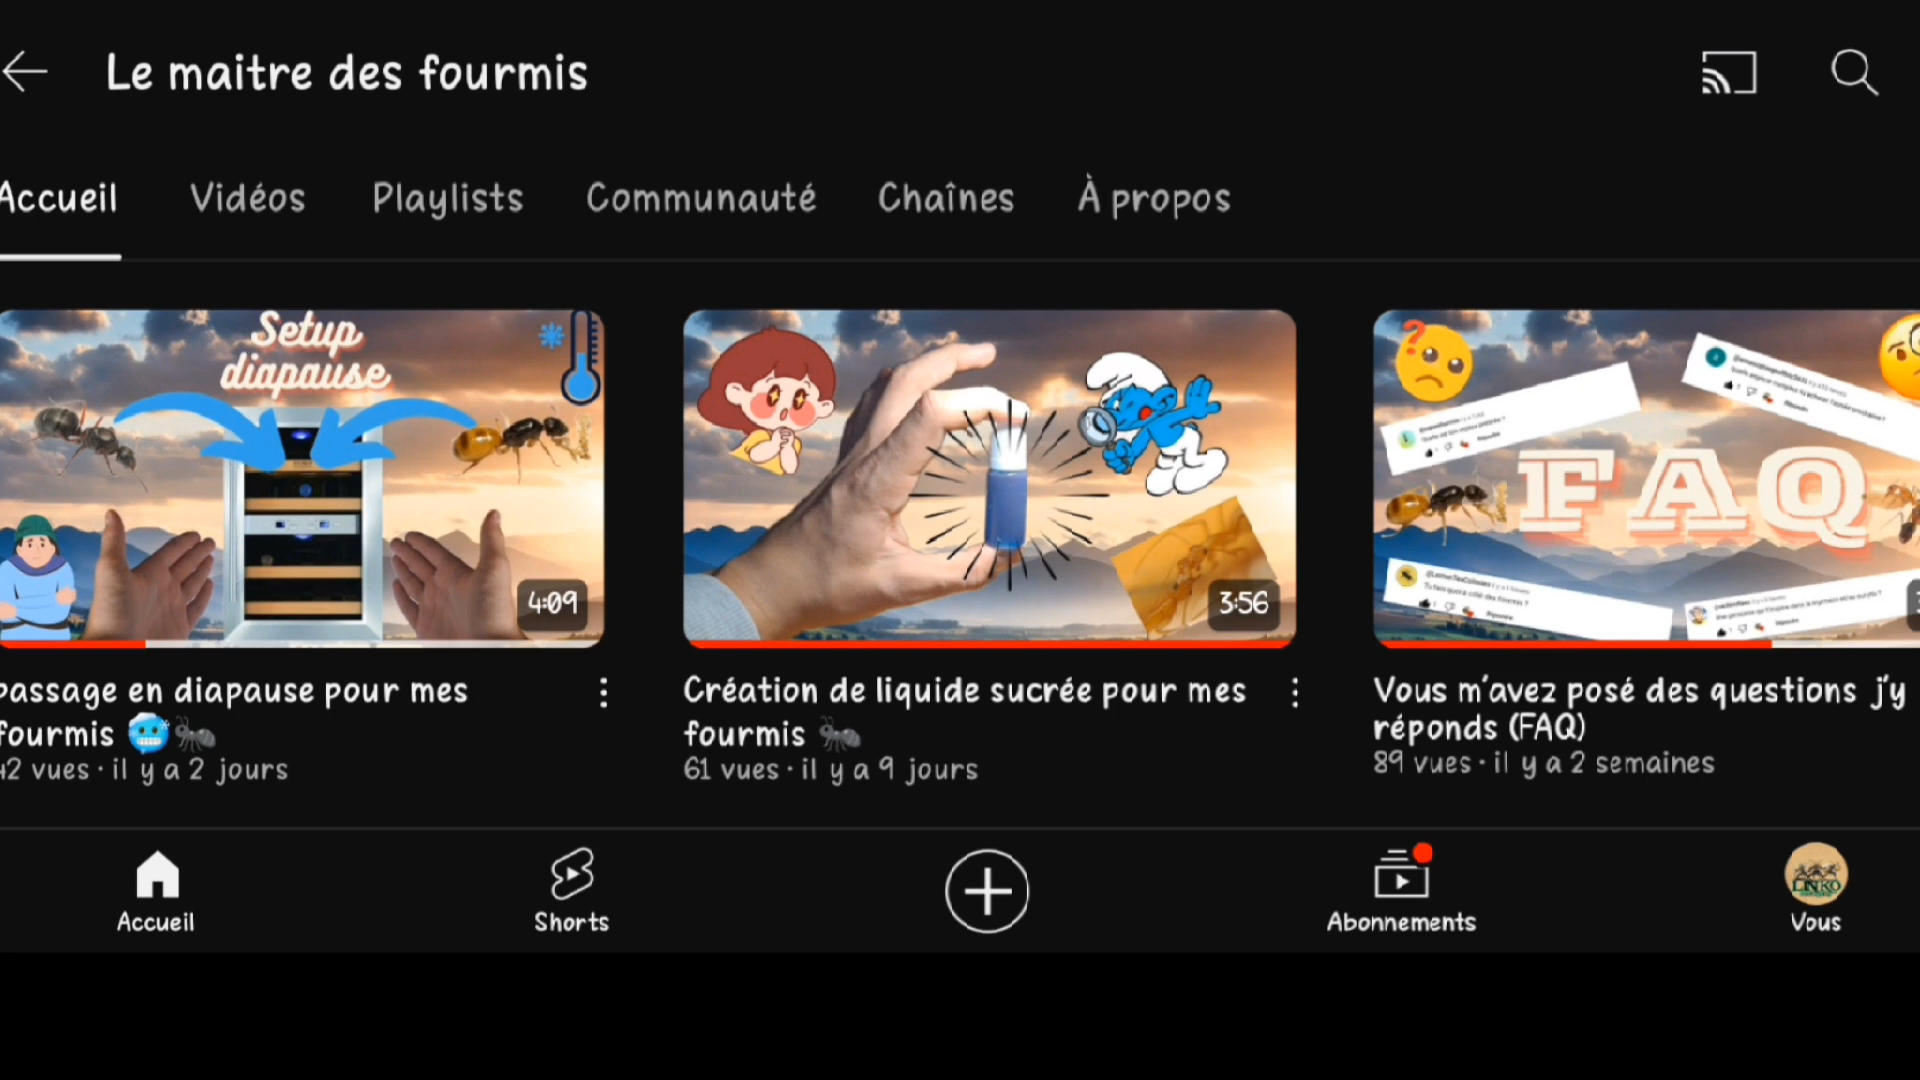 Le maitre des fourmis
Accueil
Vidéos
Playlists
Communauté
Chaînes
À propos
Setup
diapause
4:09
3:56
FAQ
passage en diapause pour mes
fourmis 🥶🐜
42 vues · il y a 2 jours
Création de liquide sucrée pour mes
fourmis 🐜
61 vues · il y a 9 jours
Vous m'avez posé des questions j'y
réponds (FAQ)
89 vues · il y a 2 semaines
Accueil
Shorts
Abonnements
LINKO
Vous